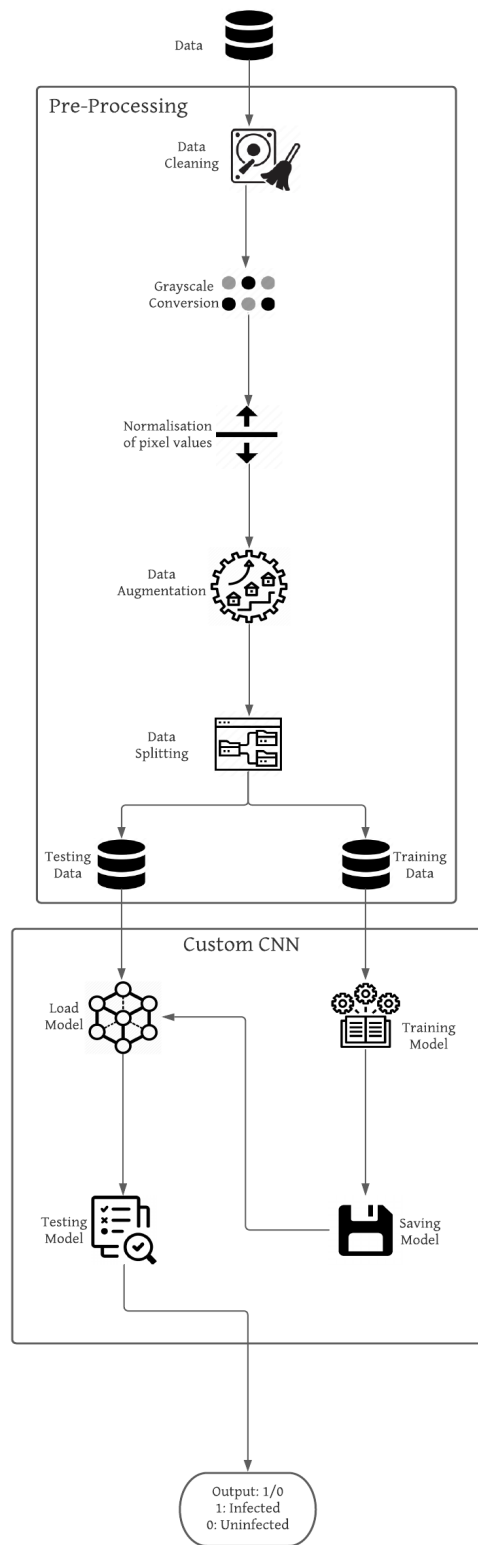 Data
Pre-Processing
Data
Cleaning
Grayscale
Conversion
Normalisation
of pixel values
Data
Augmentation
Data
Splitting
Testing
Data
Training
Data
Custom CNN
Load
Model
Training
Model
Testing
Model
Saving
Model
Output: 1/0
1: Infected
0: Uninfected